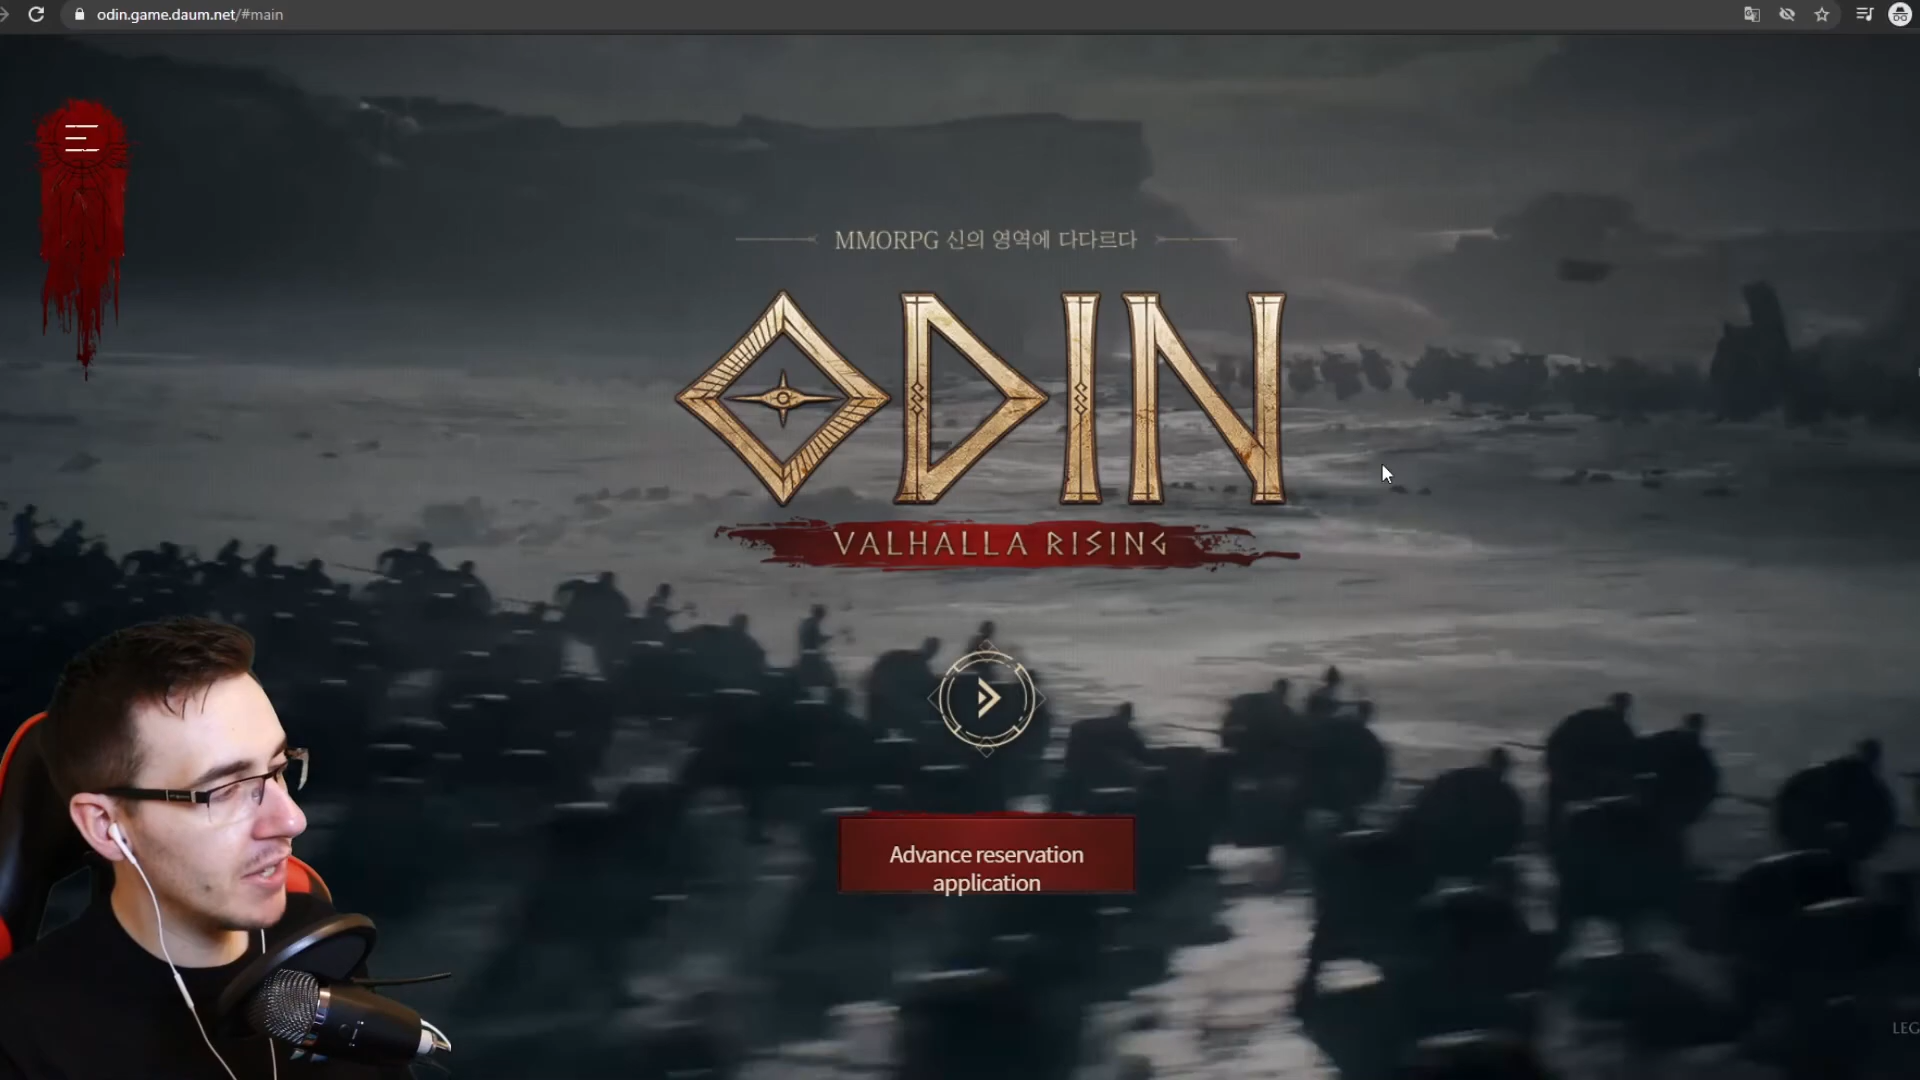 odin.game.daum.net/#main
MMORPG 신의 영역에 다다르다
ODIN
VALHALLA RISING
Advance reservation
application
LEG